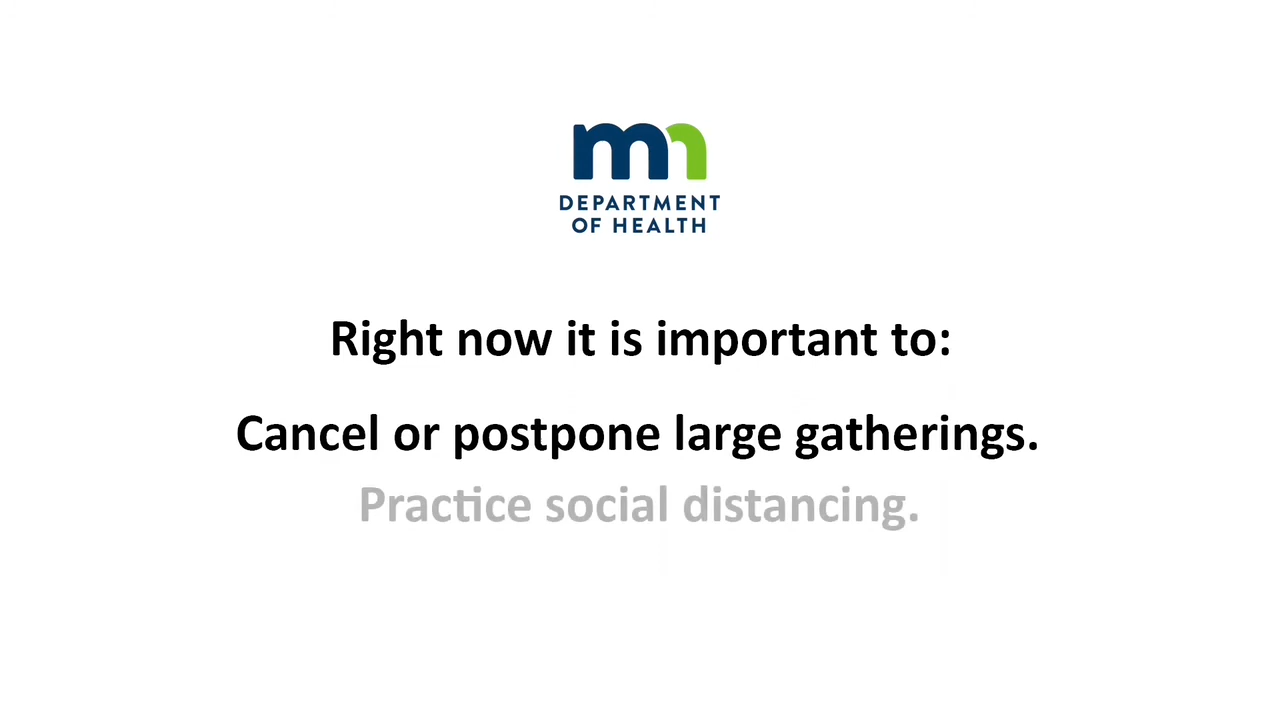 mn
DEPARTMENT
OF HEALTH
Right now it is important to:
Cancel or postpone large gatherings.
Practice social distancing.